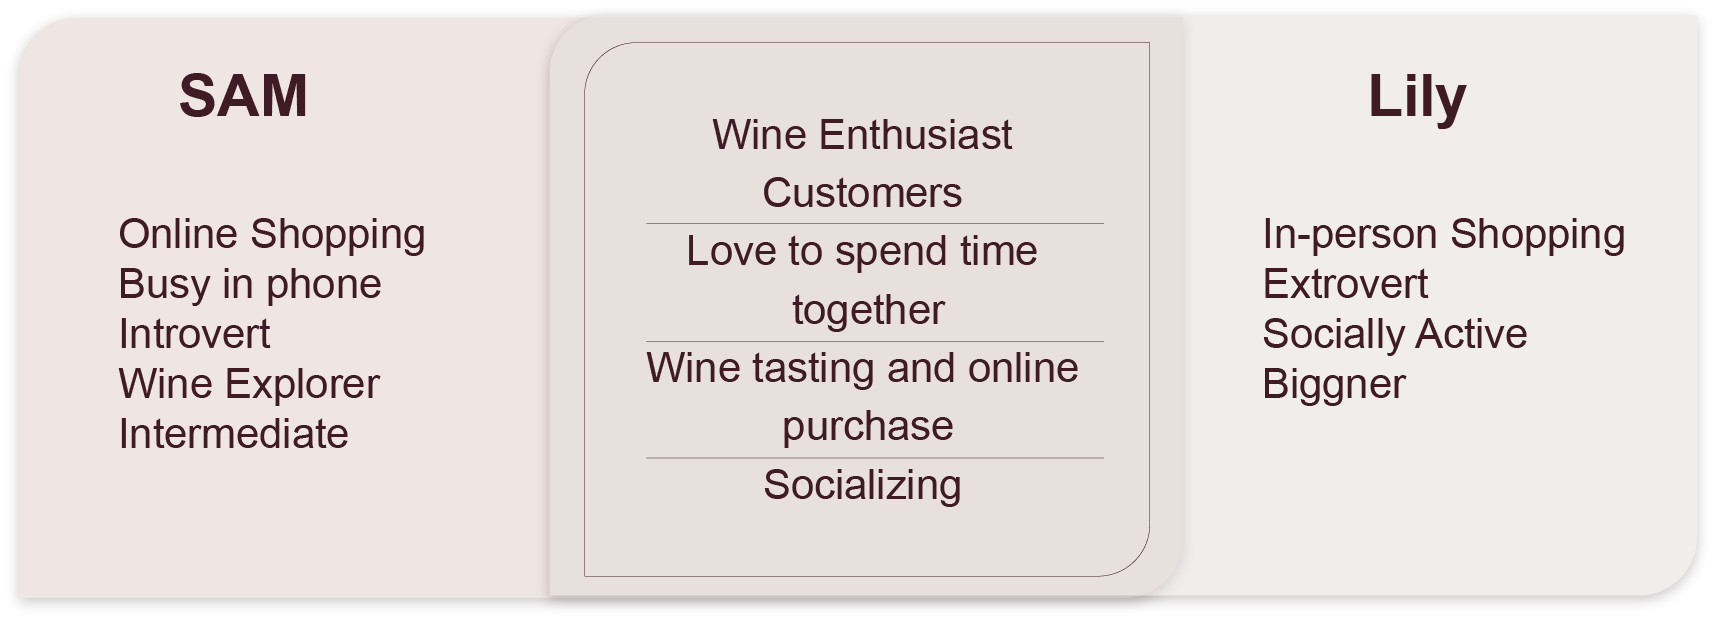 SAM
Online Shopping
Busy in phone
Introvert
Wine Explorer
Intermediate
Wine Enthusiast
Customers
Love to spend time
together
Wine tasting and online
purchase
Socializing
Lily
In-person Shopping
Extrovert
Socially Active
Biggner